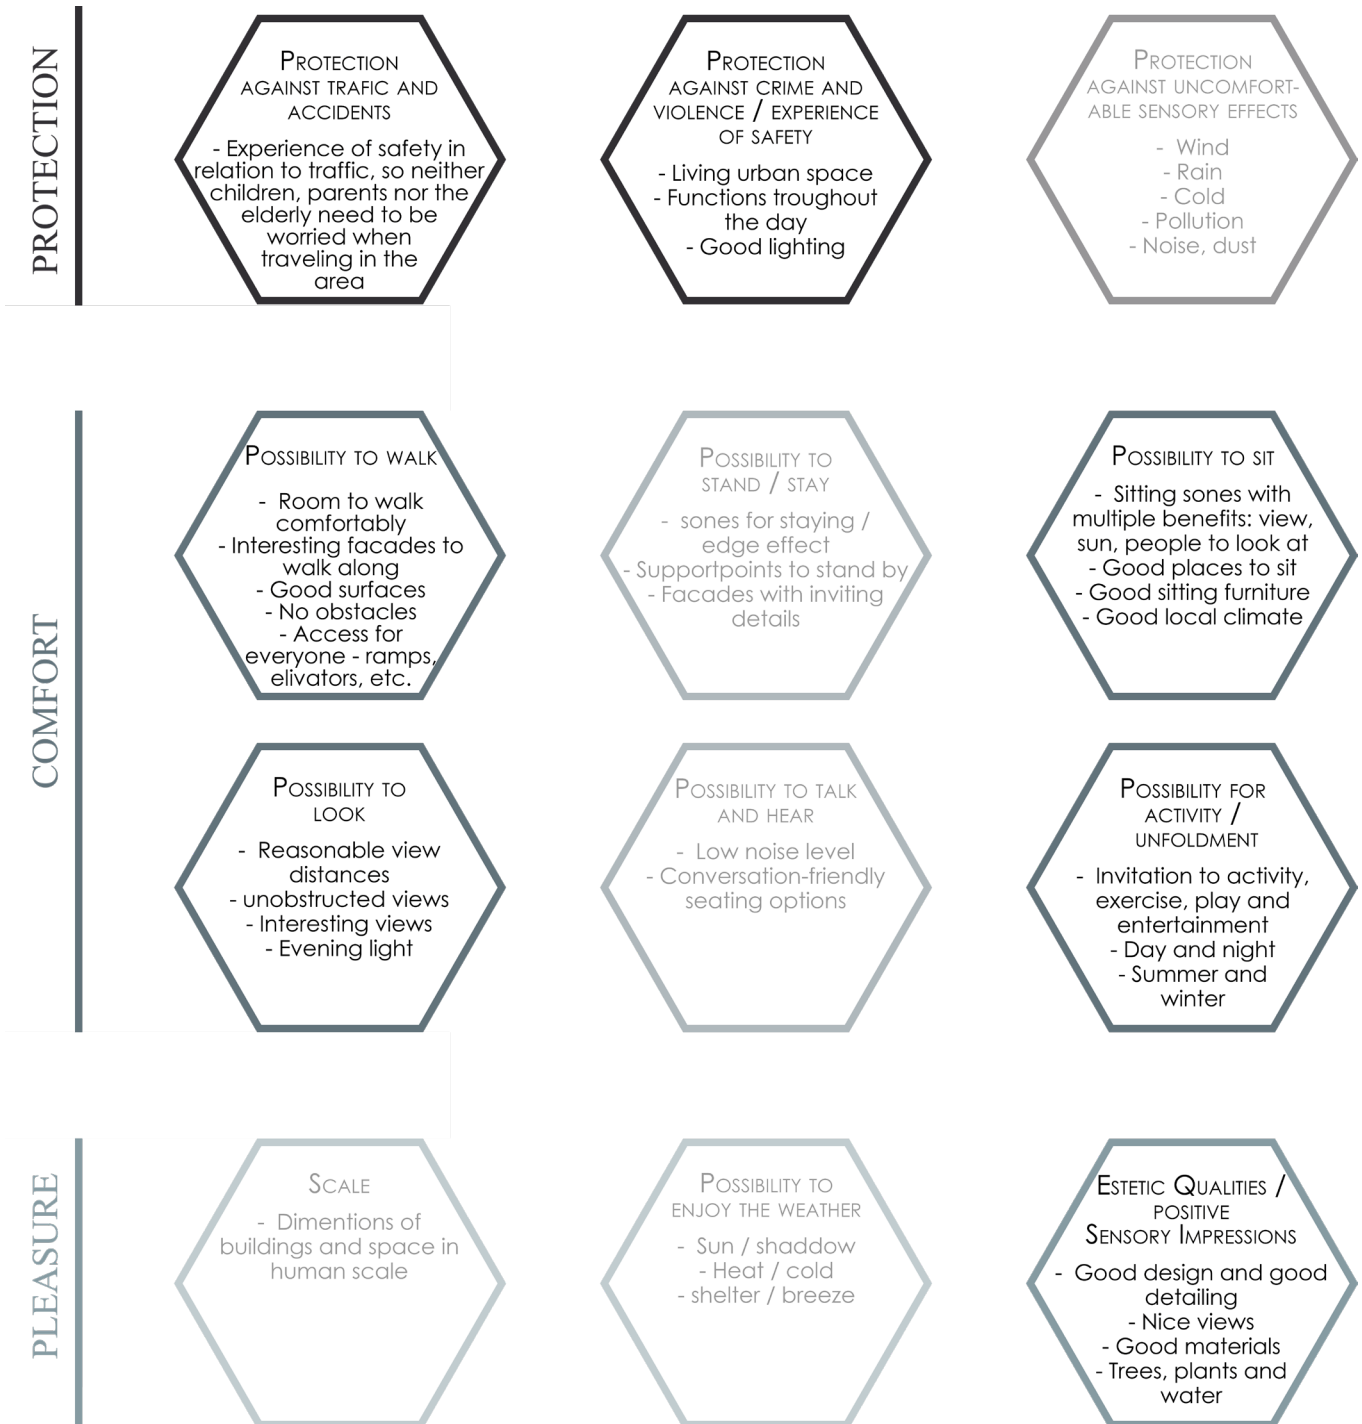 PROTECTION
PROTECTION
AGAINST TRAFIC AND
ACCIDENTS
- Experience of safety in
relation to traffic, so neither
children, parents nor the
elderly need to be
worried when
traveling in the
area
PROTECTION
AGAINST CRIME AND
VIOLENCE / EXPERIENCE
OF SAFETY
- Living urban space
- Functions troughout
the day
- Good lighting
PROTECTION
AGAINST UNCOMFORT-
ABLE SENSORY EFFECTS
- Wind
- Rain
- Cold
- Pollution
- Noise, dust
COMFORT
POSSIBILITY TO WALK
- Room to walk
comfortably
- Interesting facades to
walk along
- Good surfaces
- No obstacles
- Access for
everyone - ramps,
elivators, etc.
POSSIBILITY TO
STAND / STAY
- sones for staying /
edge effect
- Supportpoints to stand by
- Facades with inviting
details
POSSIBILITY TO SIT
- Sitting sones with
multiple benefits: view,
sun, people to look at
- Good places to sit
- Good sitting furniture
- Good local climate
POSSIBILITY TO
LOOK
- Reasonable view
distances
- unobstructed views
- Interesting views
- Evening light
POSSIBILITY TO TALK
AND HEAR
- Low noise level
- Conversation-friendly
seating options
POSSIBILITY FOR
ACTIVITY /
UNFOLDMENT
- Invitation to activity,
exercise, play and
entertainment
- Day and night
- Summer and
winter
PLEASURE
SCALE
- Dimentions of
buildings and space in
human scale
POSSIBILITY TO
ENJOY THE WEATHER
- Sun / shaddow
- Heat / cold
- shelter / breeze
ESTETIC QUALITIES /
POSITIVE
SENSORY IMPRESSIONS
- Good design and good
detailing
- Nice views
- Good materials
- Trees, plants and
water